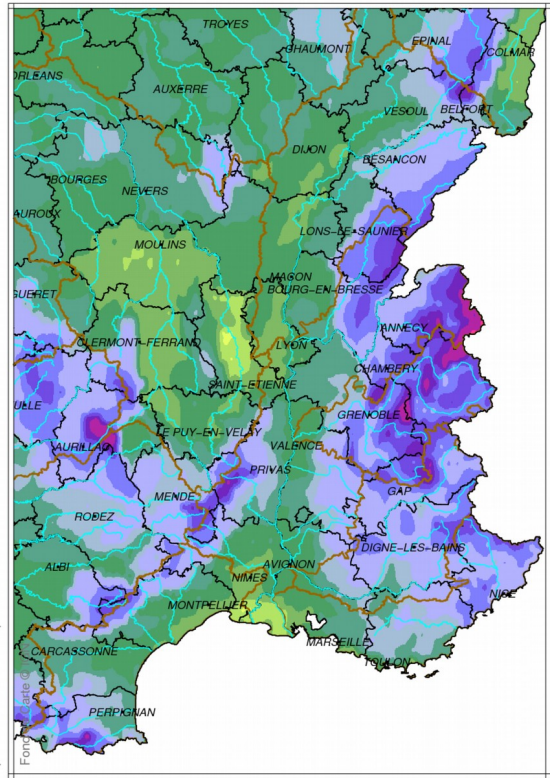 TROYES
EPINAL
CHAUMONT
COLMAR
ORLEANS
AUXERRE
BELFORT
VESOUL
DIJON
BESANCON
BOURGES
NEVERS
AUROUX
LONS-LE-SAUNIER
MOULINS
MACON
BOURG-EN-BRESSE
GUERET
ANNECY
CLERMONT-FERRAND
LYON
CHAMBERY
SAINT-ETIENNE
ULLE
GRENOBLE
LE PUY-EN-VELAY
AURILLAC
VALENCE
PRIVAS
GAP
MENDE
RODEZ
DIGNE-LES-BAINS
ALBI
AVIGNON
NIMES
NICE
MONTPELLIER
MARSEILLE
CARCASSONNE
TOULON
PERPIGNAN